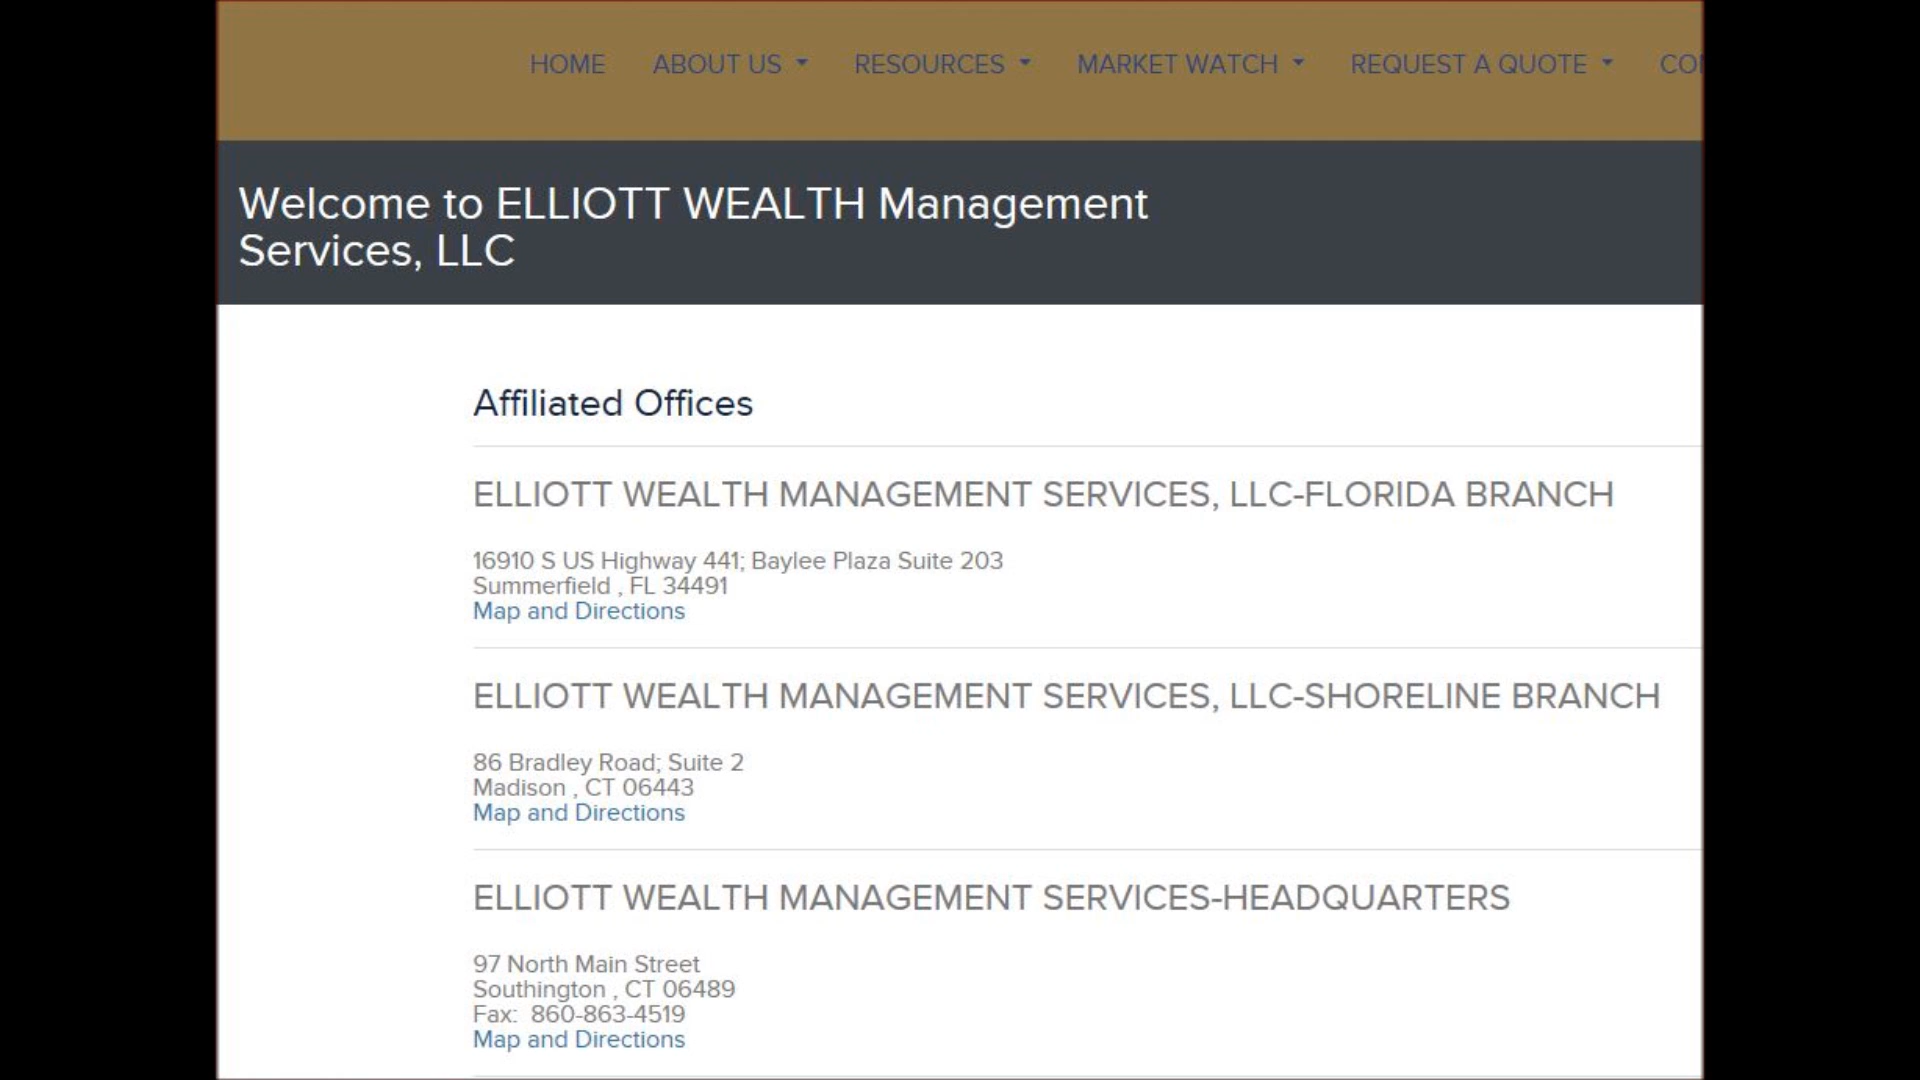 HOME ABOUT US RESOURCES MARKET WATCH REQUEST A QUOTE
Welcome to ELLIOTT WEALTH Management
Services, LLC
Affiliated Offices
ELLIOTT WEALTH MANAGEMENT SERVICES, LLC-FLORIDA BRANCH
16910 S US Highway 441; Baylee Plaza Suite 203
Summerfield , FL 34491
Map and Directions
ELLIOTT WEALTH MANAGEMENT SERVICES, LLC-SHORELINE BRANCH
86 Bradley Road; Suite 2
Madison , CT 06443
Map and Directions
ELLIOTT WEALTH MANAGEMENT SERVICES-HEADQUARTERS
97 North Main Street
Southington , CT 06489
Fax:  860-863-4519
Map and Directions